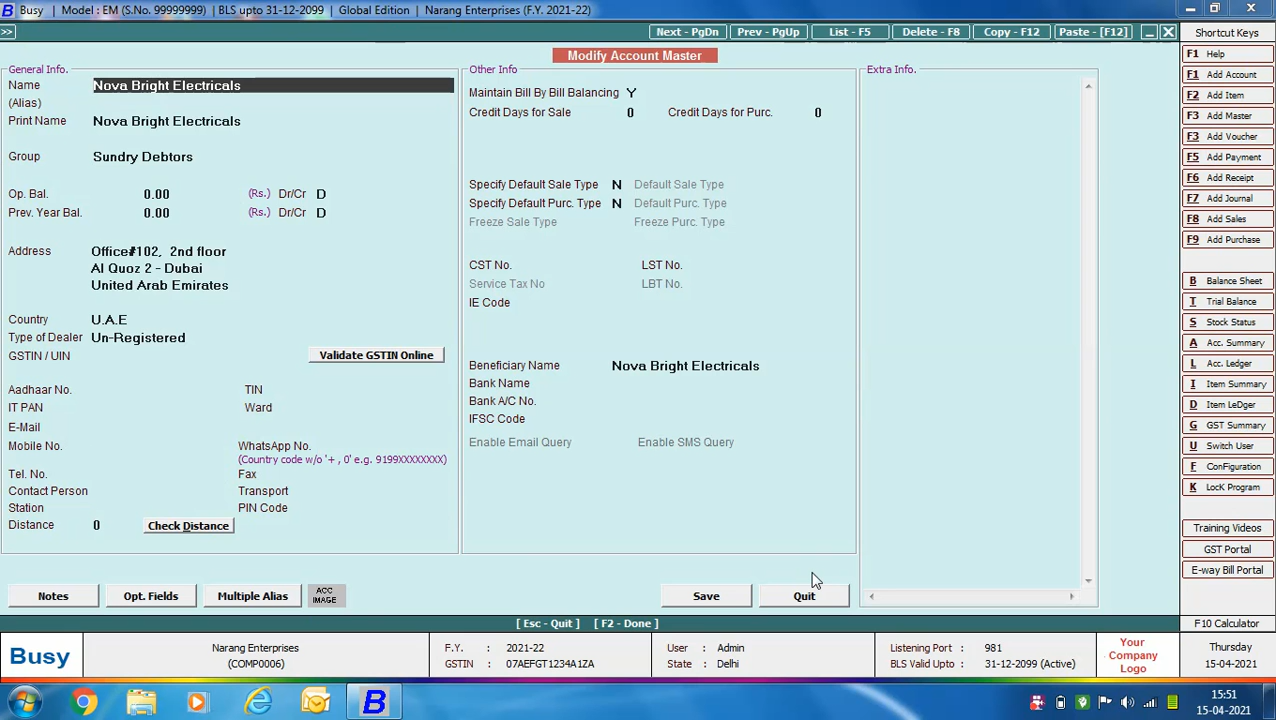 Busy Model : EM (S.No. 99999999) BLS upto 31-12-2099 Global Edition Narang Enterprises (F.Y. 2021-22)
>> Next - PgDn Prev - PgUp List - F5 Delete - F8 Copy - F12 Paste - [F12]
Modify Account Master
General Info.
Name Nova Bright Electricals
(Alias)
Print Name Nova Bright Electricals
Group Sundry Debtors
Op. Bal. 0.00 (Rs.) Dr/Cr D
Prev. Year Bal. 0.00 (Rs.) Dr/Cr D
Address Office#102, 2nd floor
Al Quoz 2 - Dubai
United Arab Emirates
Country U.A.E
Type of Dealer Un-Registered
GSTIN / UIN Validate GSTIN Online
Aadhaar No. TIN
IT PAN Ward
E-Mail
Mobile No. WhatsApp No.
(Country code w/o '+ , 0' e.g. 9199XXXXXXXX)
Tel. No. Fax
Contact Person Transport
Station PIN Code
Distance 0 Check Distance
Other Info
Maintain Bill By Bill Balancing Y
Credit Days for Sale 0 Credit Days for Purc. 0
Specify Default Sale Type N Default Sale Type
Specify Default Purc. Type N Default Purc. Type
Freeze Sale Type Freeze Purc. Type
CST No. LST No.
Service Tax No LBT No.
IE Code
Beneficiary Name Nova Bright Electricals
Bank Name
Bank A/C No.
IFSC Code
Enable Email Query Enable SMS Query
Extra Info.
Notes Opt. Fields Multiple Alias ACC IMAGE Save Quit
[ Esc - Quit ] [ F2 - Done ]
Shortcut Keys
F1 Help
F1 Add Account
F2 Add Item
F3 Add Master
F3 Add Voucher
F5 Add Payment
F6 Add Receipt
F7 Add Journal
F8 Add Sales
F9 Add Purchase
B Balance Sheet
T Trial Balance
S Stock Status
A Acc. Summary
L Acc. Ledger
I Item Summary
D Item LeDger
G GST Summary
U Switch User
F ConFiguration
K LocK Program
Training Videos
GST Portal
E-way Bill Portal
F10 Calculator
Busy
Narang Enterprises
(COMP0006)
F.Y. : 2021-22
GSTIN : 07AEFGT1234A1ZA
User : Admin
State : Delhi
Listening Port : 981
BLS Valid Upto : 31-12-2099 (Active)
Your
Company
Logo
Thursday
15-04-2021
15:51
15-04-2021